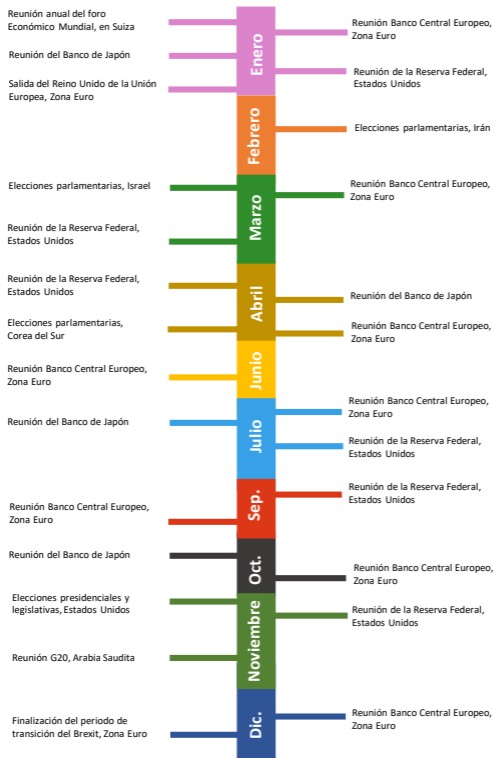 Reunión anual del foro
Económico Mundial, en Suiza
Reunión Banco Central Europeo,
Zona Euro
Reunión del Banco de Japón
Reunión de la Reserva Federal,
Estados Unidos
Salida del Reino Unido de la Unión
Europea, Zona Euro
Enero
Febrero
Elecciones parlamentarias, Irán
Elecciones parlamentarias, Israel
Reunión Banco Central Europeo,
Zona Euro
Marzo
Reunión de la Reserva Federal,
Estados Unidos
Reunión de la Reserva Federal,
Estados Unidos
Reunión del Banco de Japón
Abril
Elecciones parlamentarias,
Corea del Sur
Reunión Banco Central Europeo,
Zona Euro
Reunión Banco Central Europeo,
Zona Euro
Junio
Reunión Banco Central Europeo,
Zona Euro
Reunión del Banco de Japón
Julio
Reunión de la Reserva Federal,
Estados Unidos
Reunión de la Reserva Federal,
Estados Unidos
Sep.
Reunión Banco Central Europeo,
Zona Euro
Reunión del Banco de Japón
Oct.
Reunión Banco Central Europeo,
Zona Euro
Elecciones presidenciales y
legislativas, Estados Unidos
Reunión de la Reserva Federal,
Estados Unidos
Noviembre
Reunión G20, Arabia Saudita
Reunión Banco Central Europeo,
Zona Euro
Dic.
Finalización del periodo de
transición del Brexit, Zona Euro